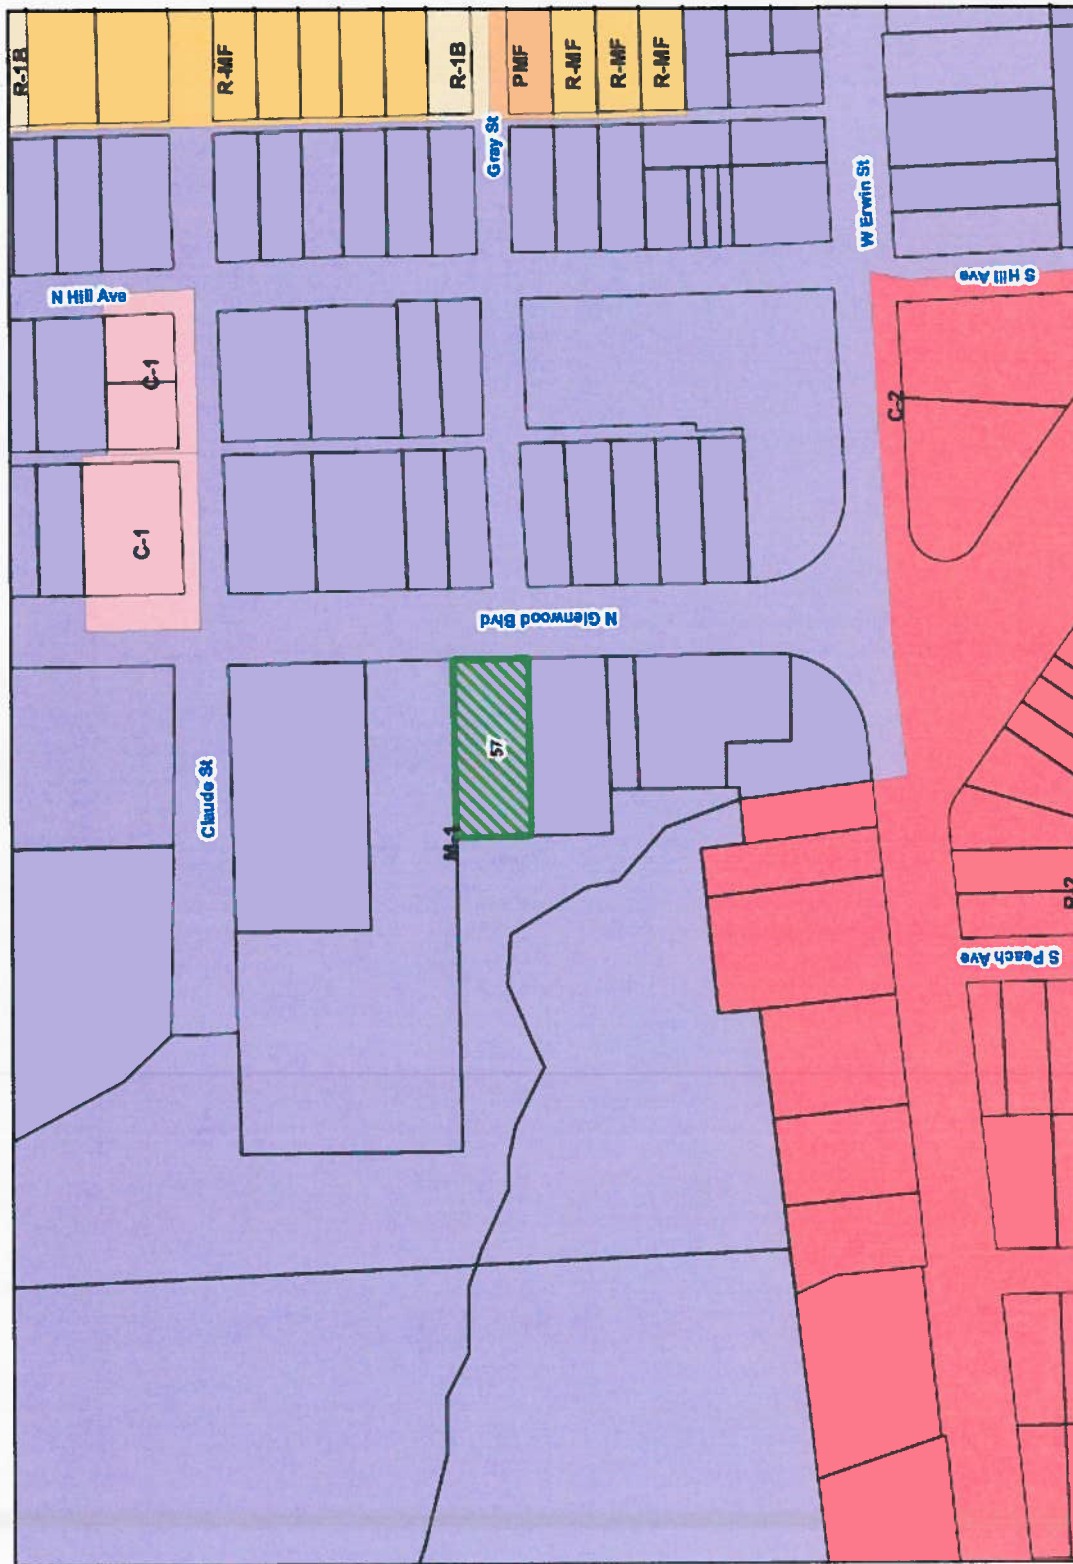 R-1B
R-MF
R-1B
PMF
R-MF
R-MF
R-MF
Gray St
W Erwin St
N Hill Ave
S Hill Ave
C-1
C-1
C-2
N Glenwood Blvd
57
Claude St
M-1
S Peach Ave